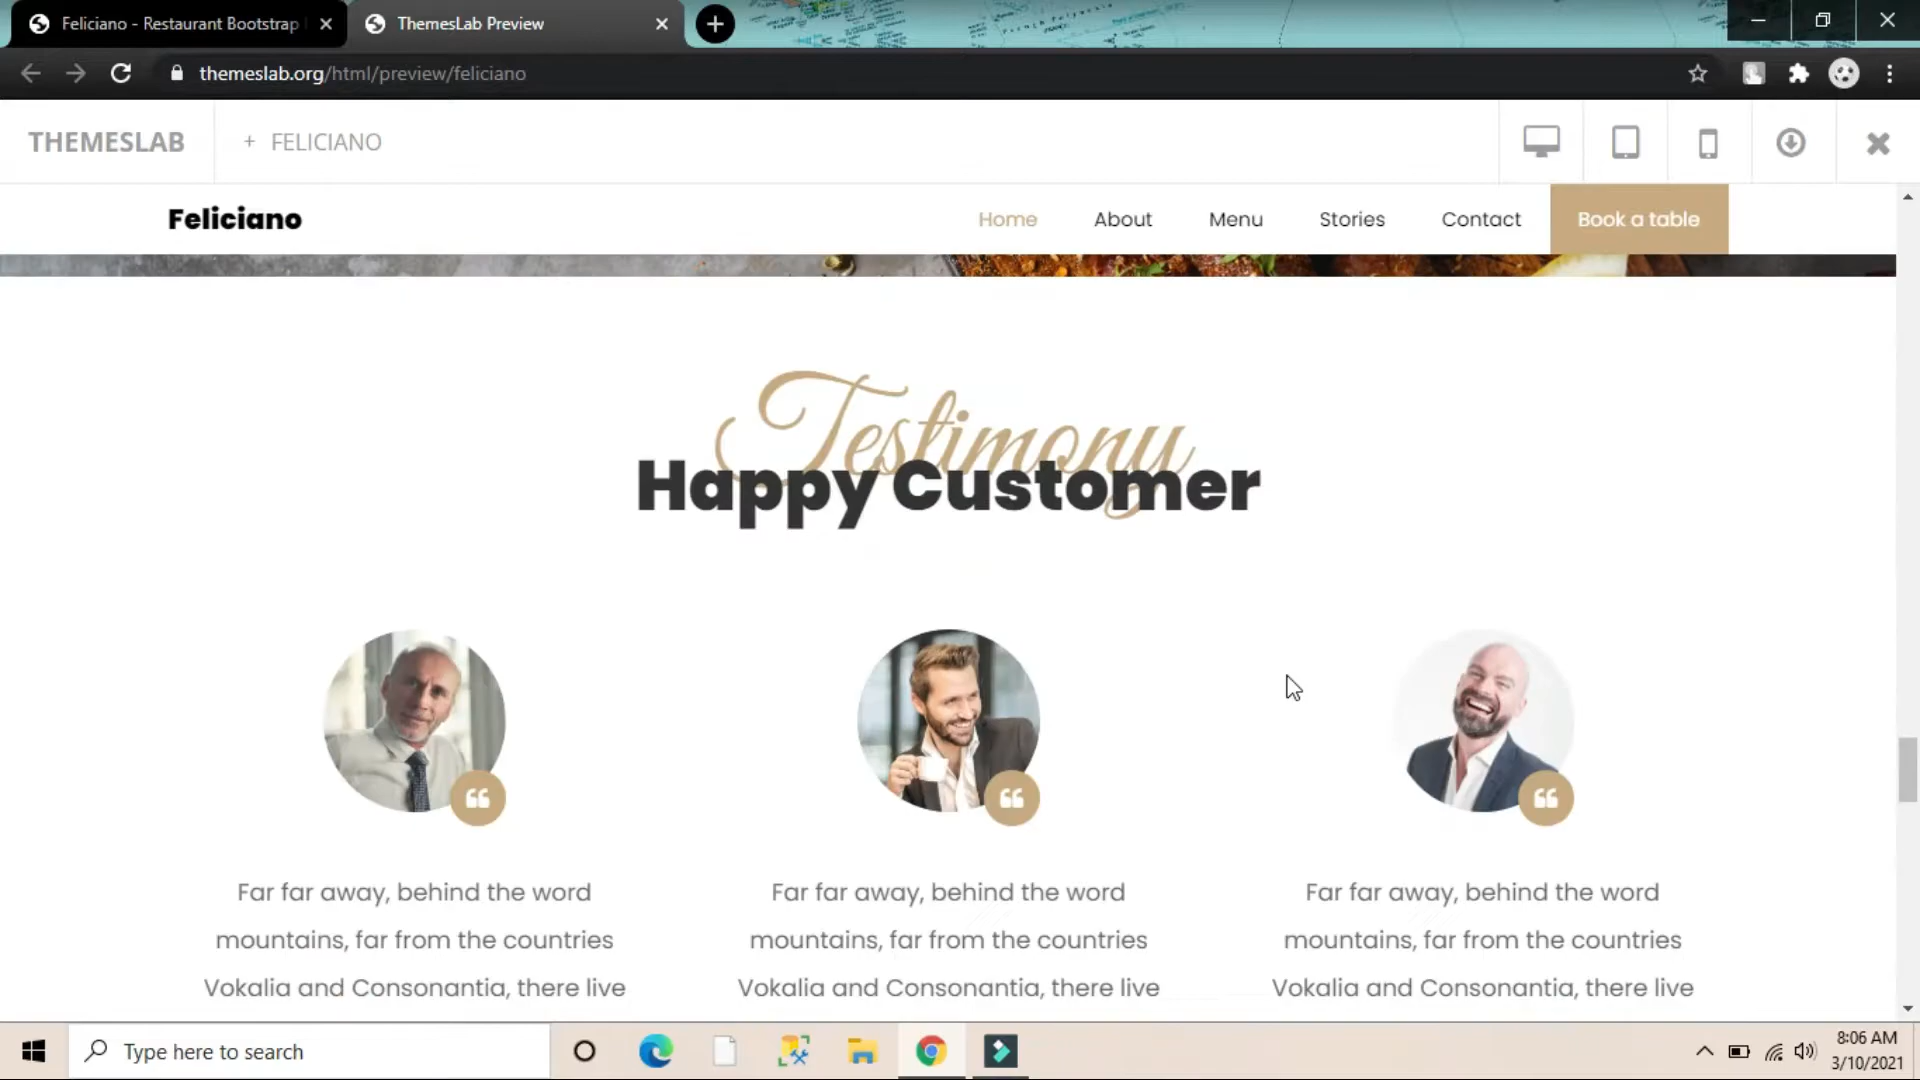 Feliciano - Restaurant Bootstrap
ThemesLab Preview
themeslab.org/html/preview/feliciano
THEMESLAB
+ FELICIANO
Feliciano
Home
About
Menu
Stories
Contact
Book a table
Testimony
Happy Customer
Far far away, behind the word
mountains, far from the countries
Vokalia and Consonantia, there live
Far far away, behind the word
mountains, far from the countries
Vokalia and Consonantia, there live
Far far away, behind the word
mountains, far from the countries
Vokalia and Consonantia, there live
Type here to search
8:06 AM
3/10/2021